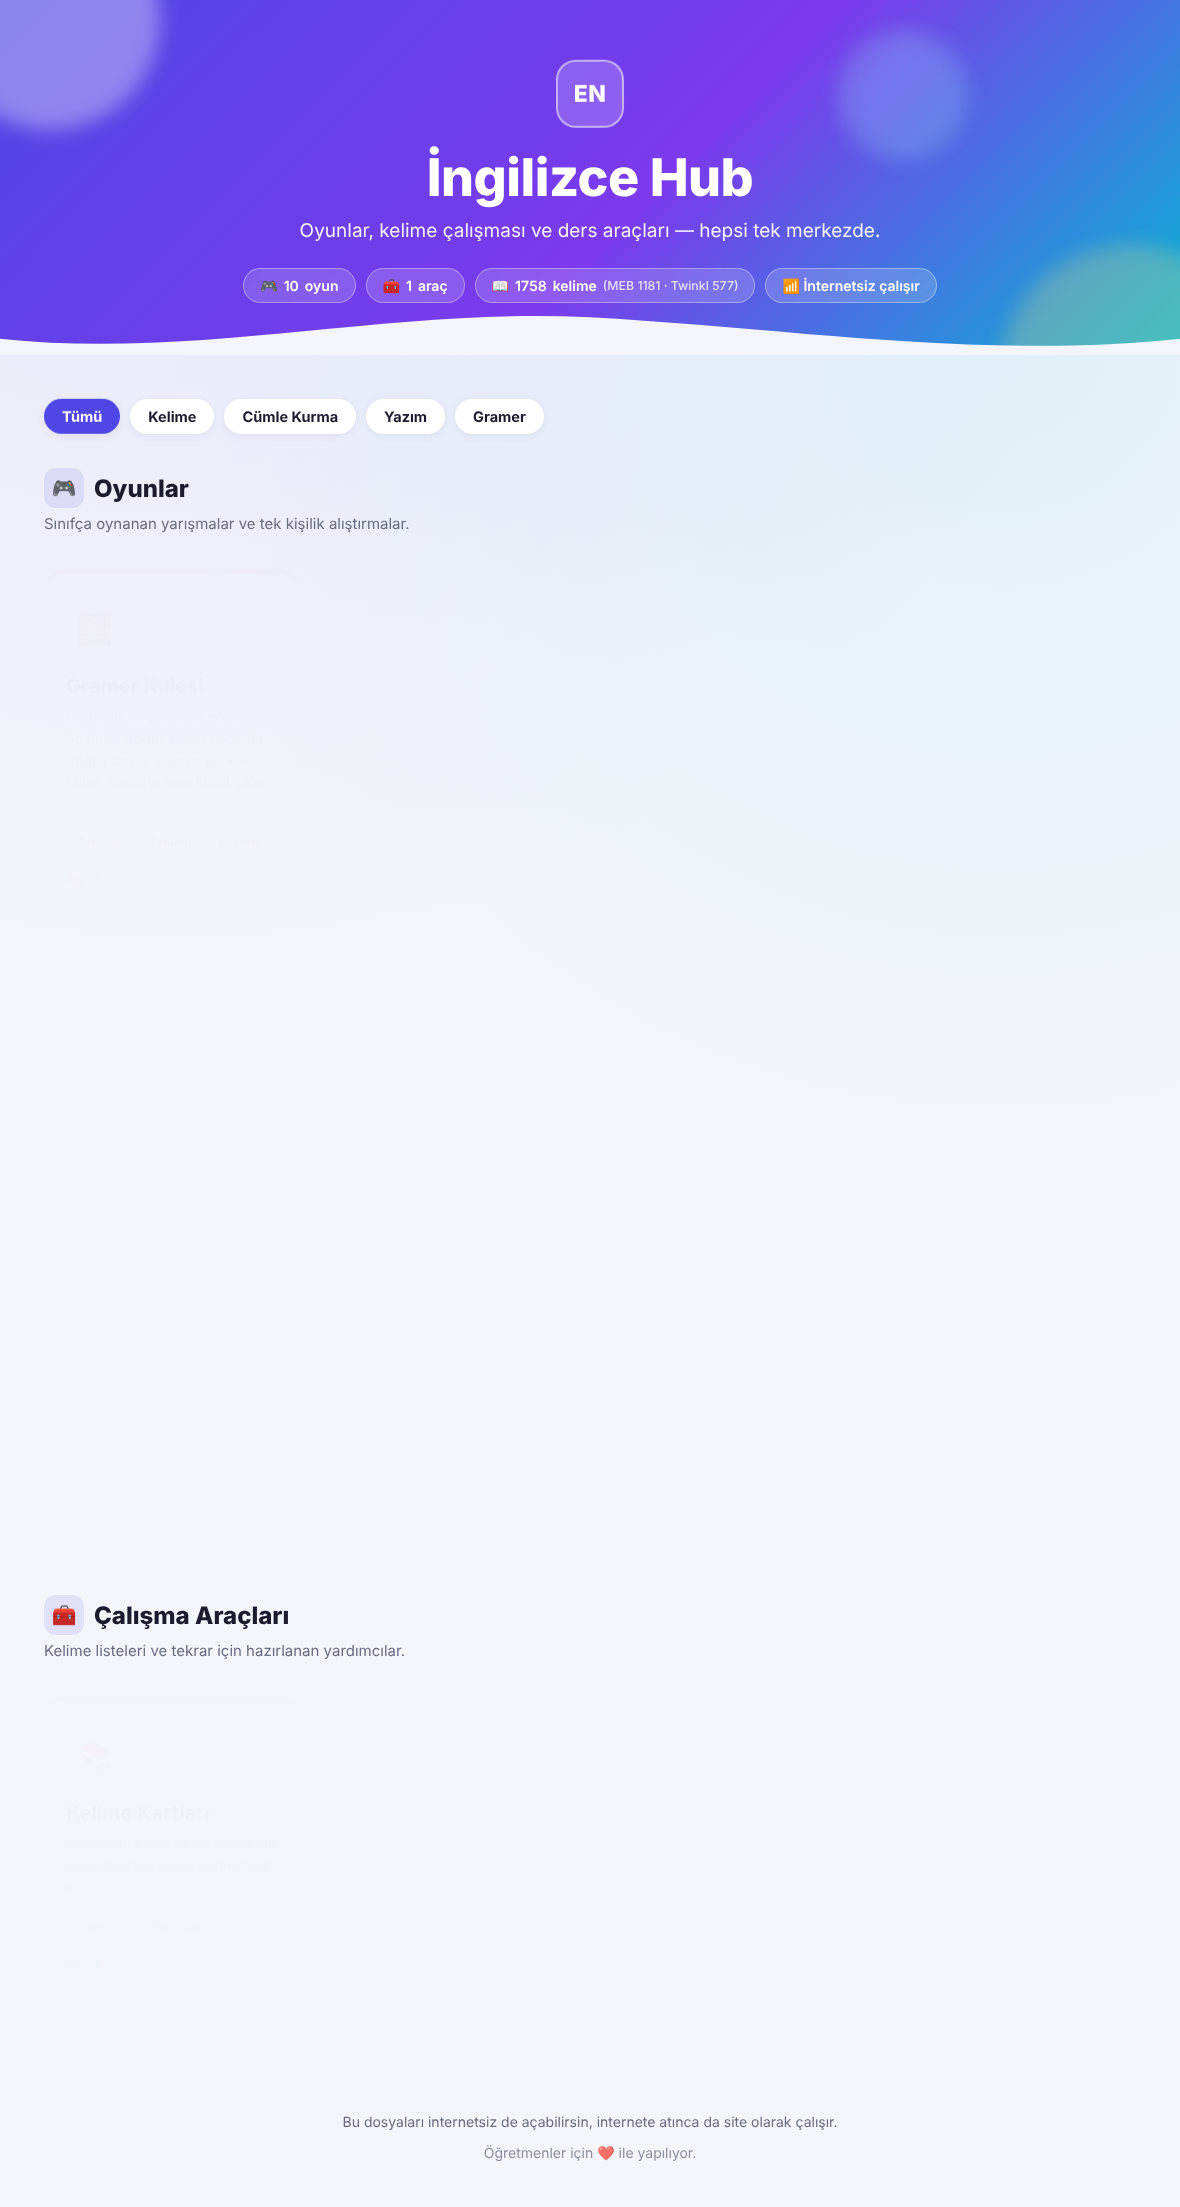 EN
İngilizce Hub
Oyunlar, kelime çalışması ve ders araçları — hepsi tek merkezde.
10 oyun
1 araç
1758 kelime (MEB 1181 · Twinkl 577)
İnternetsiz çalışır
Tümü
Kelime
Cümle Kurma
Yazım
Gramer
Oyunlar
Sınıfça oynanan yarışmalar ve tek kişilik alıştırmalar.
Gramer Kulesi
Çalışma Araçları
Kelime listeleri ve tekrar için hazırlanan yardımcılar.
Kelime Kartları
Bu dosyaları internetsiz de açabilirsin, internete atınca da site olarak çalışır.
Öğretmenler için ❤️ ile yapılıyor.